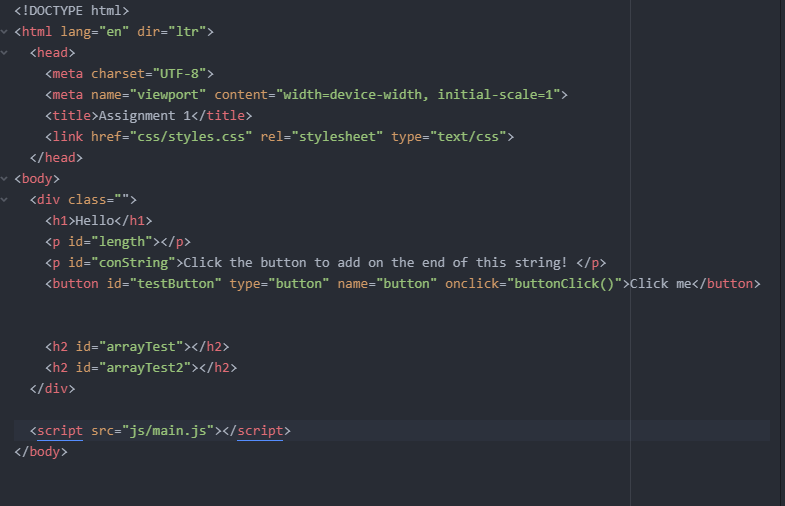 <!DOCTYPE html>
<html lang="en" dir="ltr">
<head>
<meta charset="UTF-8">
<meta name="viewport" content="width=device-width, initial-scale=1">
<title>Assignment 1</title>
<link href="css/styles.css" rel="stylesheet" type="text/css">
</head>
<body>
<div class="">
<h1>Hello</h1>
<p id="length"></p>
<p id="conString">Click the button to add on the end of this string! </p>
<button id="testButton" type="button" name="button" onclick="buttonClick()">Click me</button>
<h2 id="arrayTest"></h2>
<h2 id="arrayTest2"></h2>
</div>
<script src="js/main.js"></script>
</body>